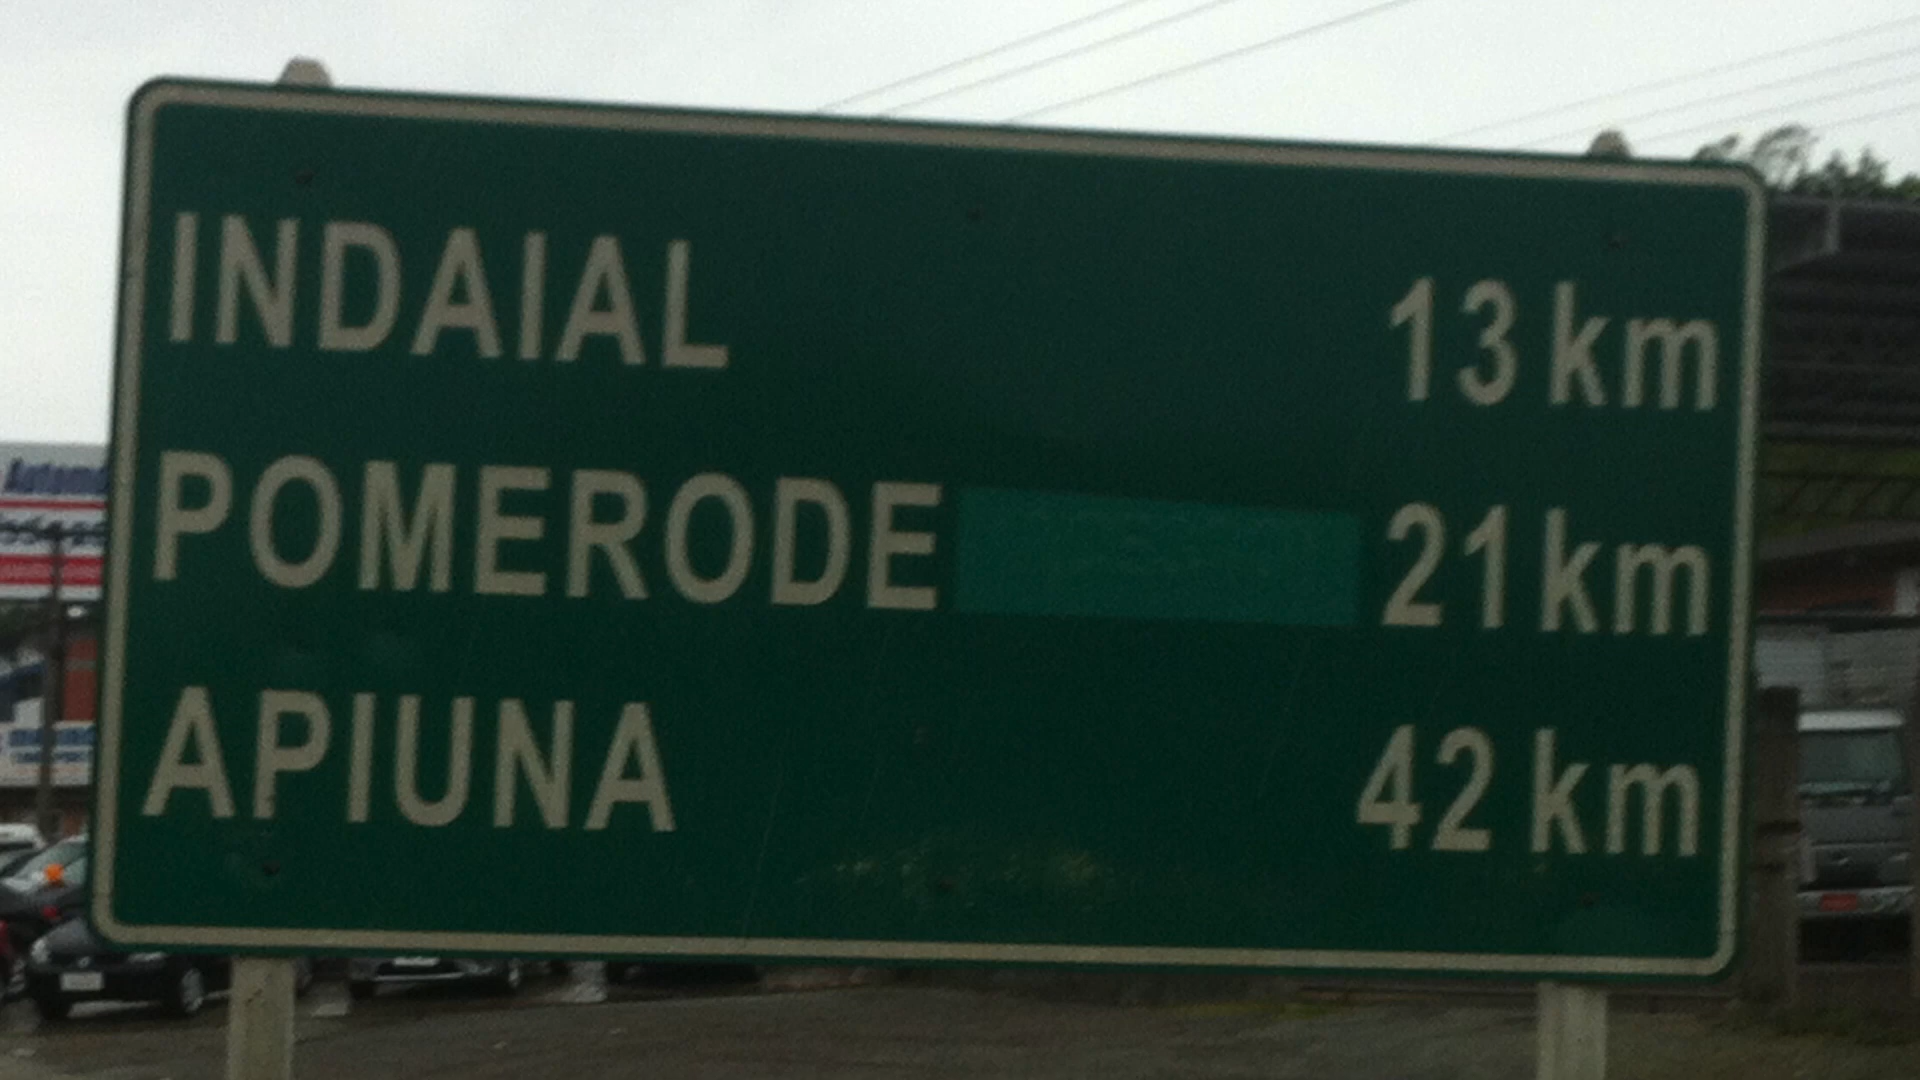 INDAIAL 13 km
POMERODE 21 km
APIUNA 42 km